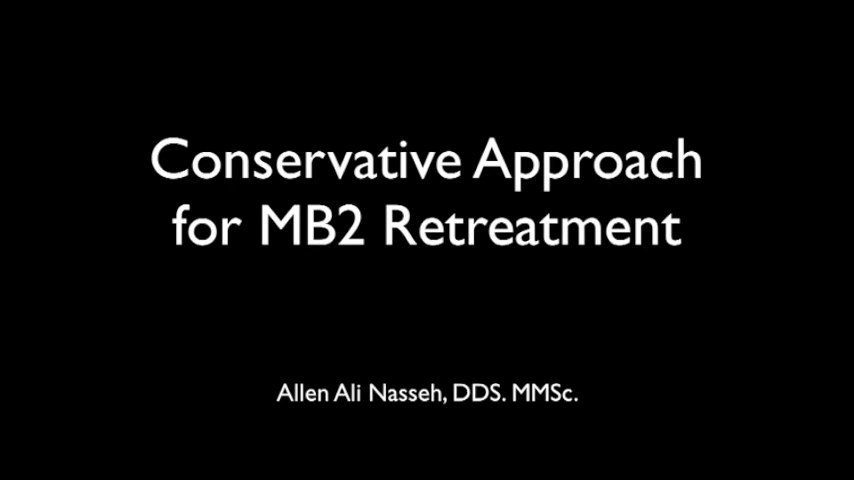 Conservative Approach
for MB2 Retreatment
Allen Ali Nasseh, DDS. MMSc.